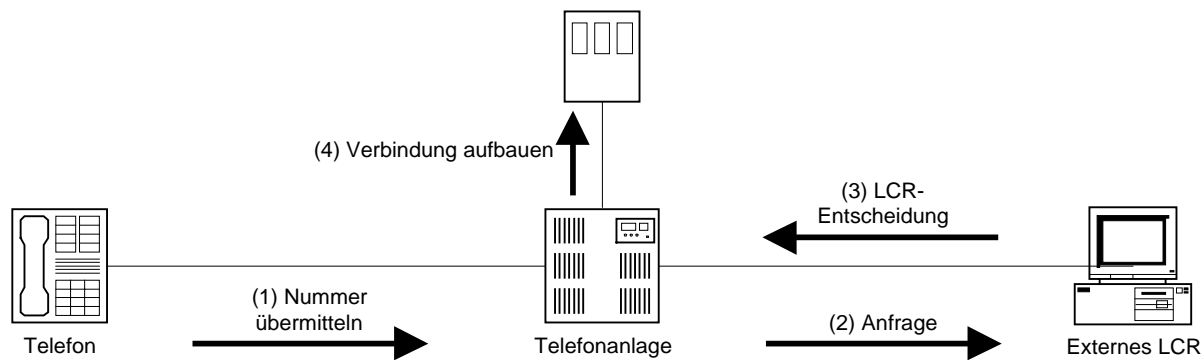 (4) Verbindung aufbauen
(3) LCR-
Entscheidung
(1) Nummer
übermitteln
(2) Anfrage
Telefon
Telefonanlage
Externes LCR